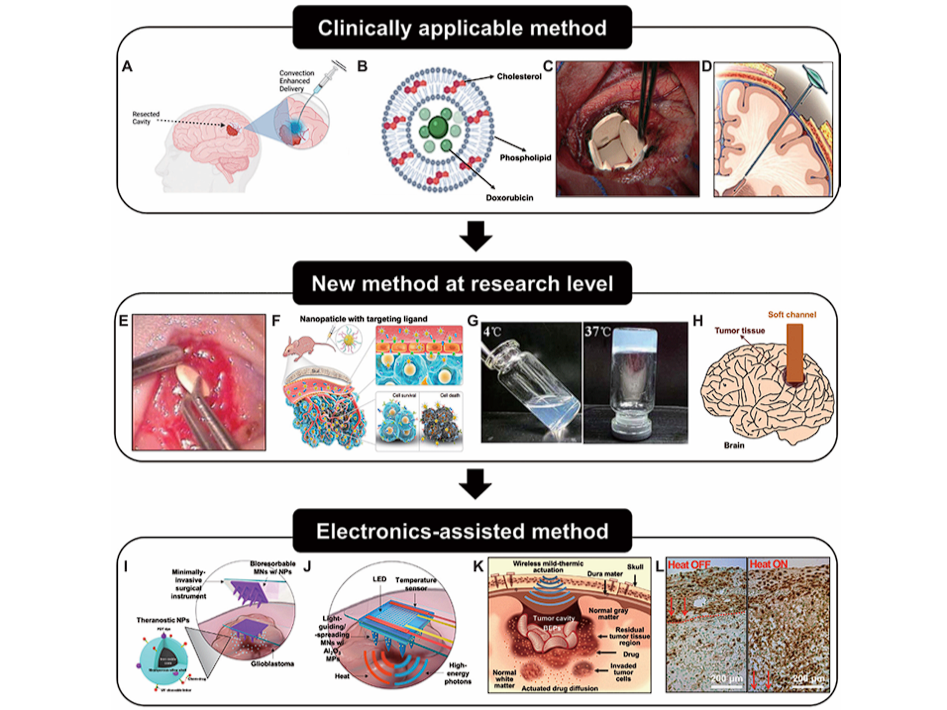 Clinically applicable method
A
Resected
Cavity
Convection
Enhanced
Delivery
B
Cholesterol
Phospholipid
Doxorubicin
C
D
New method at research level
E
F
Nanopaticle with targeting ligand
Skull
Cell survival
Cell death
G
4℃
37℃
H
Soft channel
Tumor tissue
Brain
Electronics-assisted method
I
Minimally-
invasive
surgical
instrument
Bioresorbable
MNs w/ NPs
Theranostic NPs
Glioblastoma
J
LED
Temperature
sensor
Light-
guiding/
-spreading
MNs w/
Al₂O₃
MPs
Heat
High-
energy
photons
K
Wireless mild-thermic
actuation
Dura mater
Skull
Normal gray
matter
Tumor cavity
Residual
tumor tissue
region
Drug
Invaded
tumor
cells
Normal
white
matter
Actuated drug diffusion
L
Heat OFF
Heat ON
200 μm
200 μm